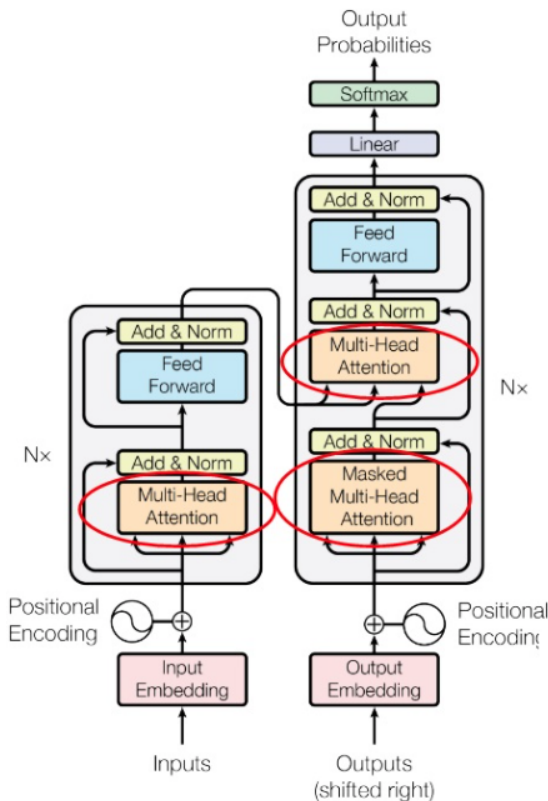 Output
Probabilities
Softmax
Linear
Add & Norm
Feed
Forward
Add & Norm
Multi-Head
Attention
Add & Norm
Masked
Multi-Head
Attention
Nx
Positional
Encoding
Output
Embedding
Outputs
(shifted right)
Add & Norm
Feed
Forward
Add & Norm
Multi-Head
Attention
Nx
Positional
Encoding
Input
Embedding
Inputs